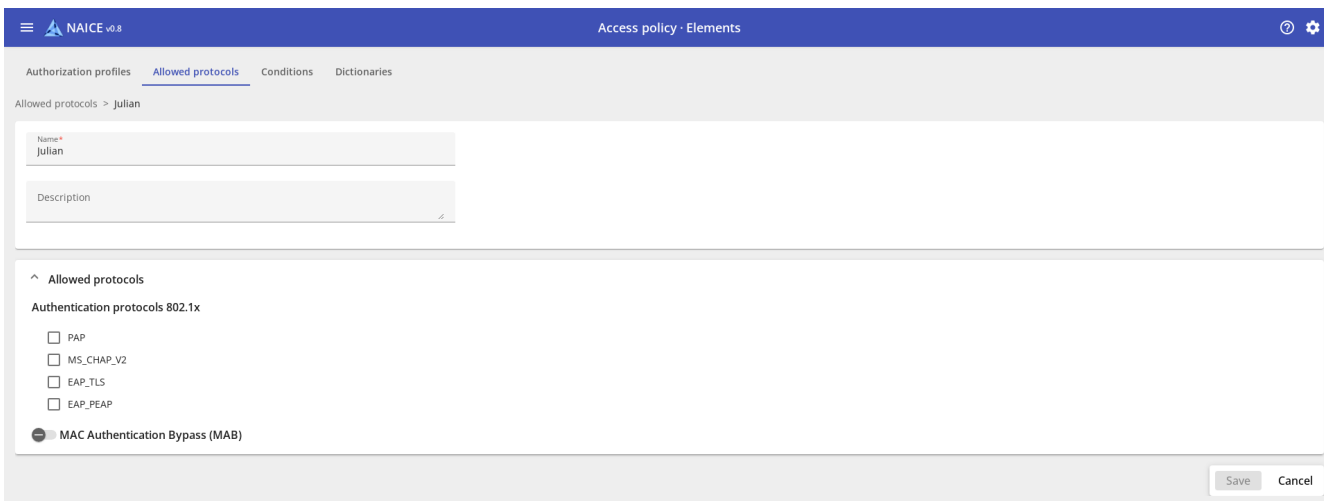 NAICE v0.8
Access policy · Elements
Authorization profiles Allowed protocols Conditions Dictionaries
Allowed protocols > Julian
Name*
Julian
Description
Allowed protocols
Authentication protocols 802.1x
PAP
MS_CHAP_V2
EAP_TLS
EAP_PEAP
MAC Authentication Bypass (MAB)
Save Cancel